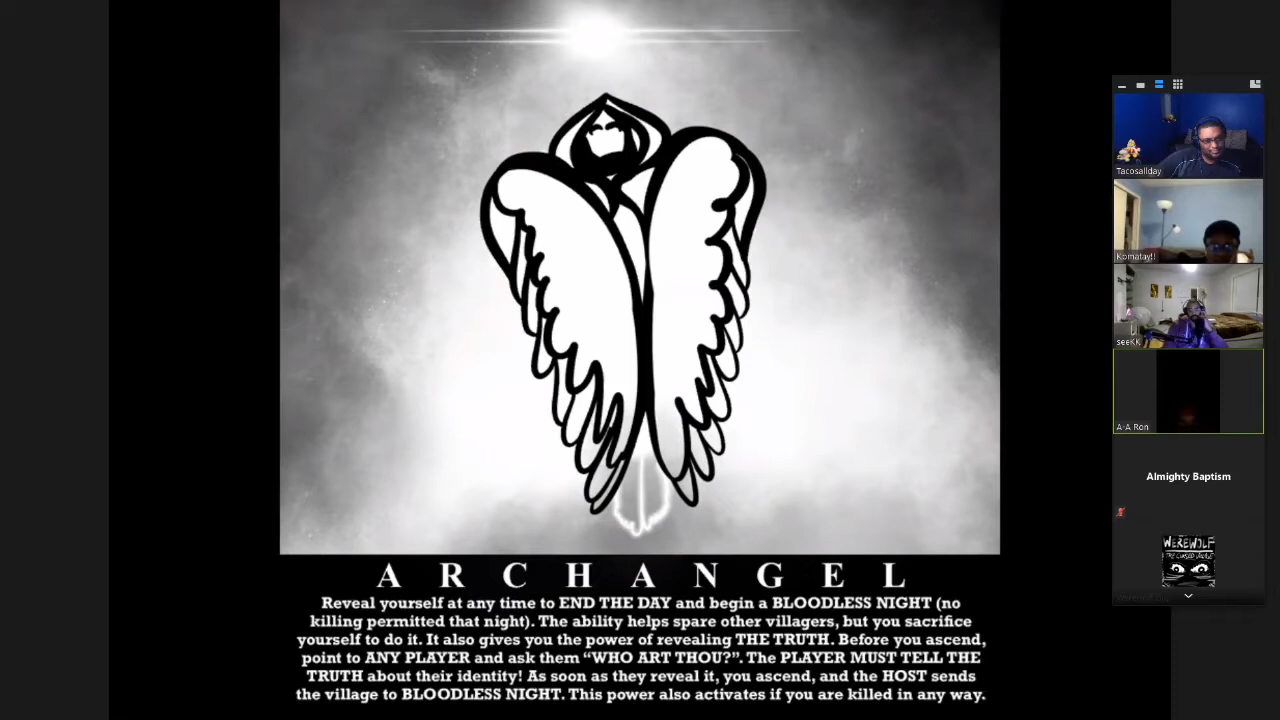 ARCHANGEL
Reveal yourself at any time to END THE DAY and begin a BLOODLESS NIGHT (no
killing permitted that night). The ability helps spare other villagers, but you sacrifice
yourself to do it. It also gives you the power of revealing THE TRUTH. Before you ascend,
point to ANY PLAYER and ask them “WHO ART THOU?”. The PLAYER MUST TELL THE
TRUTH about their identity! As soon as they reveal it, you ascend, and the HOST sends
the village to BLOODLESS NIGHT. This power also activates if you are killed in any way.
Tacosallday
Komatay!!
seeKK
A-A Ron
Almighty Baptism
WEREWOLF